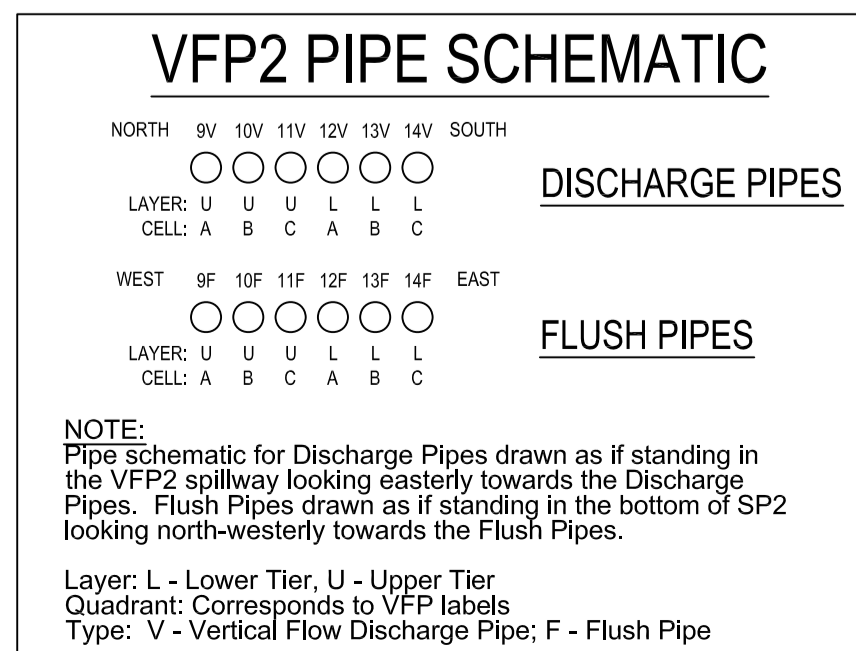 VFP2 PIPE SCHEMATIC
NORTH 9V 10V 11V 12V 13V 14V SOUTH
DISCHARGE PIPES
LAYER: U U U L L L
CELL: A B C A B C
WEST 9F 10F 11F 12F 13F 14F EAST
FLUSH PIPES
LAYER: U U U L L L
CELL: A B C A B C
NOTE:
Pipe schematic for Discharge Pipes drawn as if standing in
the VFP2 spillway looking easterly towards the Discharge
Pipes. Flush Pipes drawn as if standing in the bottom of SP2
looking north-westerly towards the Flush Pipes.
Layer: L - Lower Tier, U - Upper Tier
Quadrant: Corresponds to VFP labels
Type: V - Vertical Flow Discharge Pipe; F - Flush Pipe